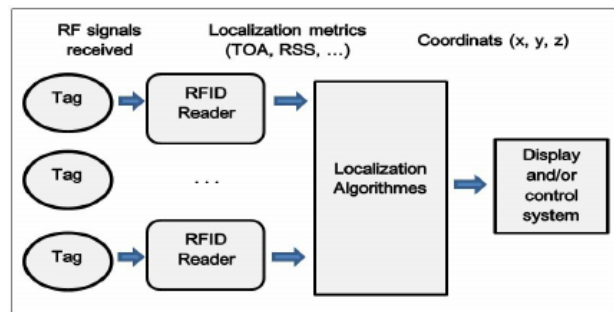 RF signals
received
Localization metrics
(TOA, RSS, ...)
Coordinats (x, y, z)
Tag
RFID
Reader
Tag
. . .
Tag
RFID
Reader
Localization
Algorithmes
Display
and/or
control
system